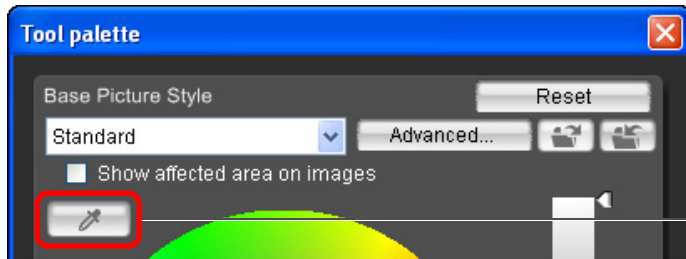 Tool palette
Base Picture Style
Reset
Standard
Advanced...
Show affected area on images